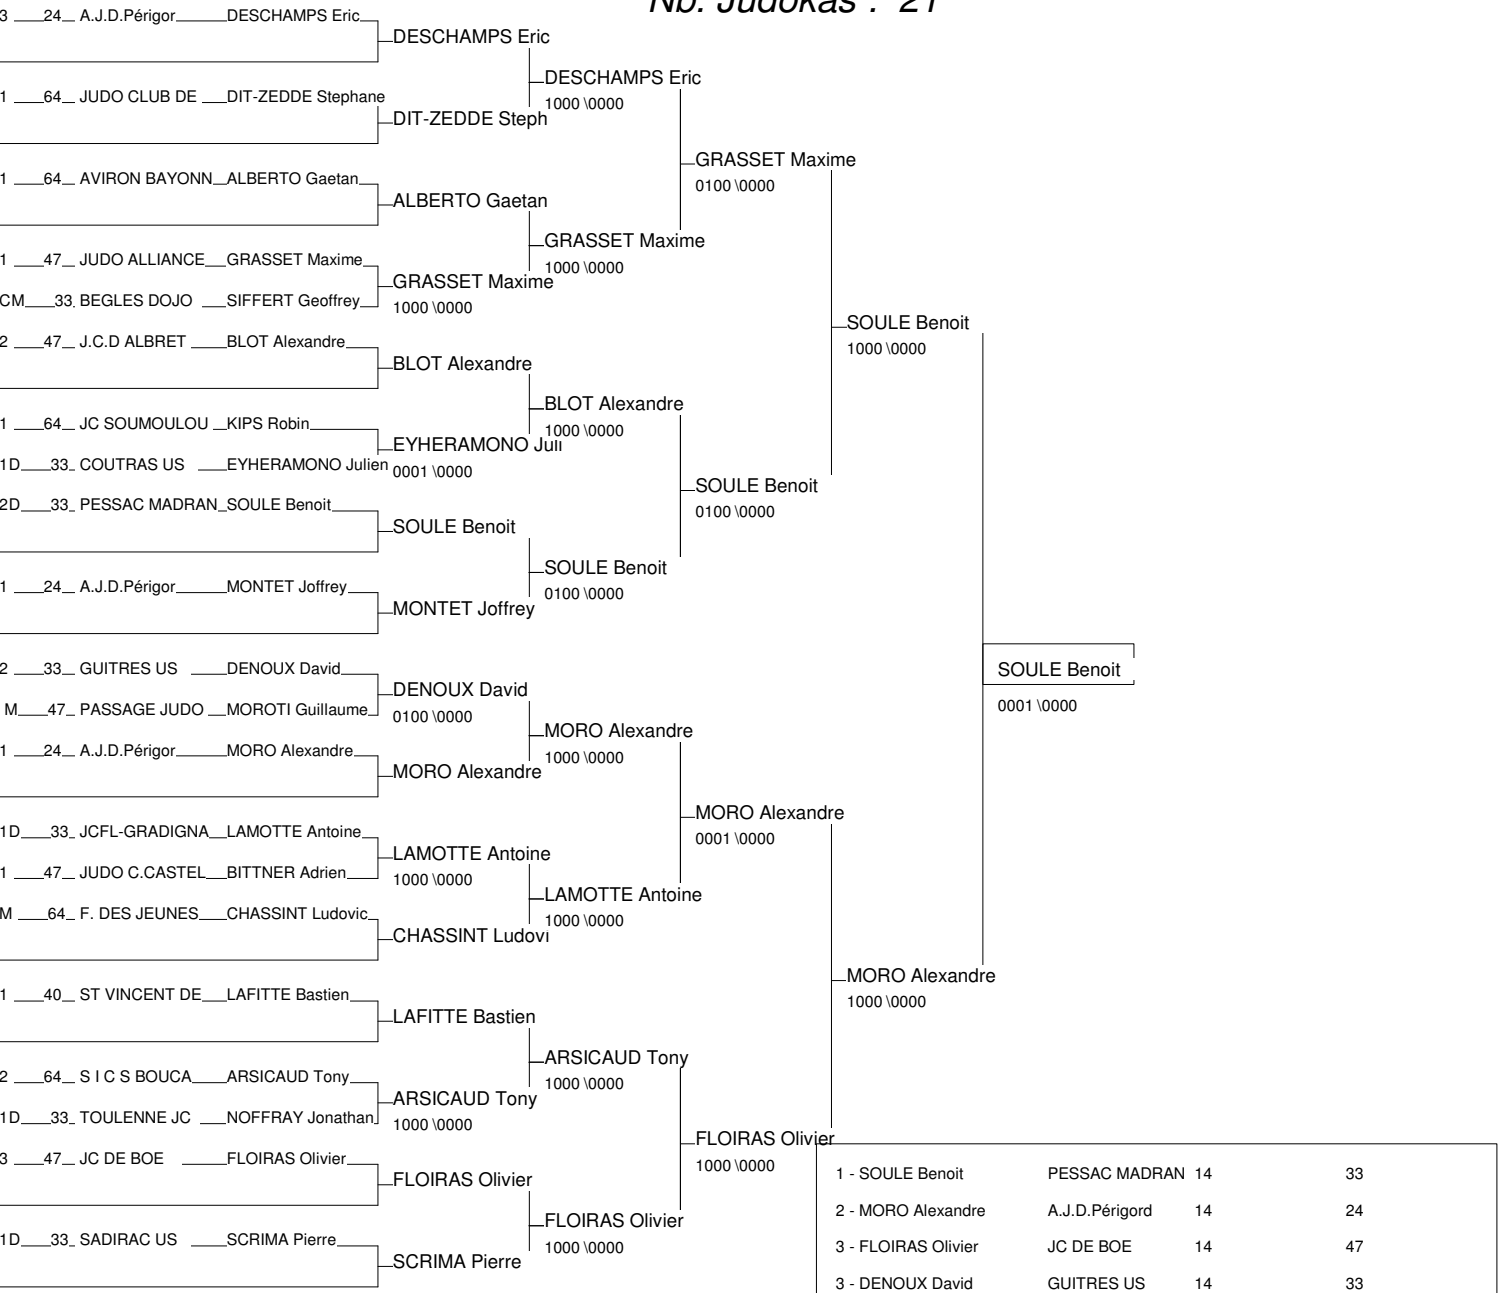 Nb. Judokas : 21
3 24 A.J.D.Périgor DESCHAMPS Eric
DESCHAMPS Eric
DESCHAMPS Eric
1000 \0000
1 64 JUDO CLUB DE DIT-ZEDDE Stephane
DIT-ZEDDE Steph
GRASSET Maxime
0100 \0000
1 64 AVIRON BAYONN ALBERTO Gaetan
ALBERTO Gaetan
GRASSET Maxime
1000 \0000
1 47 JUDO ALLIANCE GRASSET Maxime
GRASSET Maxime
1000 \0000
CM 33 BEGLES DOJO SIFFERT Geoffrey
SOULE Benoit
1000 \0000
2 47 J.C.D ALBRET BLOT Alexandre
BLOT Alexandre
BLOT Alexandre
1000 \0000
1 64 JC SOUMOULOU KIPS Robin
EYHERAMONO Juli
0001 \0000
1D 33 COUTRAS US EYHERAMONO Julien
SOULE Benoit
0100 \0000
2D 33 PESSAC MADRAN SOULE Benoit
SOULE Benoit
SOULE Benoit
0100 \0000
1 24 A.J.D.Périgor MONTET Joffrey
MONTET Joffrey
SOULE Benoit
0001 \0000
2 33 GUITRES US DENOUX David
DENOUX David
0100 \0000
M 47 PASSAGE JUDO MOROTI Guillaume
MORO Alexandre
1000 \0000
1 24 A.J.D.Périgor MORO Alexandre
MORO Alexandre
MORO Alexandre
0001 \0000
1D 33 JCFL-GRADIGNA LAMOTTE Antoine
LAMOTTE Antoine
1000 \0000
1 47 JUDO C.CASTEL BITTNER Adrien
LAMOTTE Antoine
1000 \0000
M 64 F. DES JEUNES CHASSINT Ludovic
CHASSINT Ludovi
MORO Alexandre
1000 \0000
1 40 ST VINCENT DE LAFITTE Bastien
LAFITTE Bastien
ARSICAUD Tony
1000 \0000
2 64 S I C S BOUCA ARSICAUD Tony
ARSICAUD Tony
1000 \0000
1D 33 TOULENNE JC NOFFRAY Jonathan
FLOIRAS Olivier
1000 \0000
3 47 JC DE BOE FLOIRAS Olivier
FLOIRAS Olivier
FLOIRAS Olivier
1000 \0000
1D 33 SADIRAC US SCRIMA Pierre
SCRIMA Pierre
1 - SOULE Benoit PESSAC MADRAN 14 33
2 - MORO Alexandre A.J.D.Périgord 14 24
3 - FLOIRAS Olivier JC DE BOE 14 47
3 - DENOUX David GUITRES US 14 33